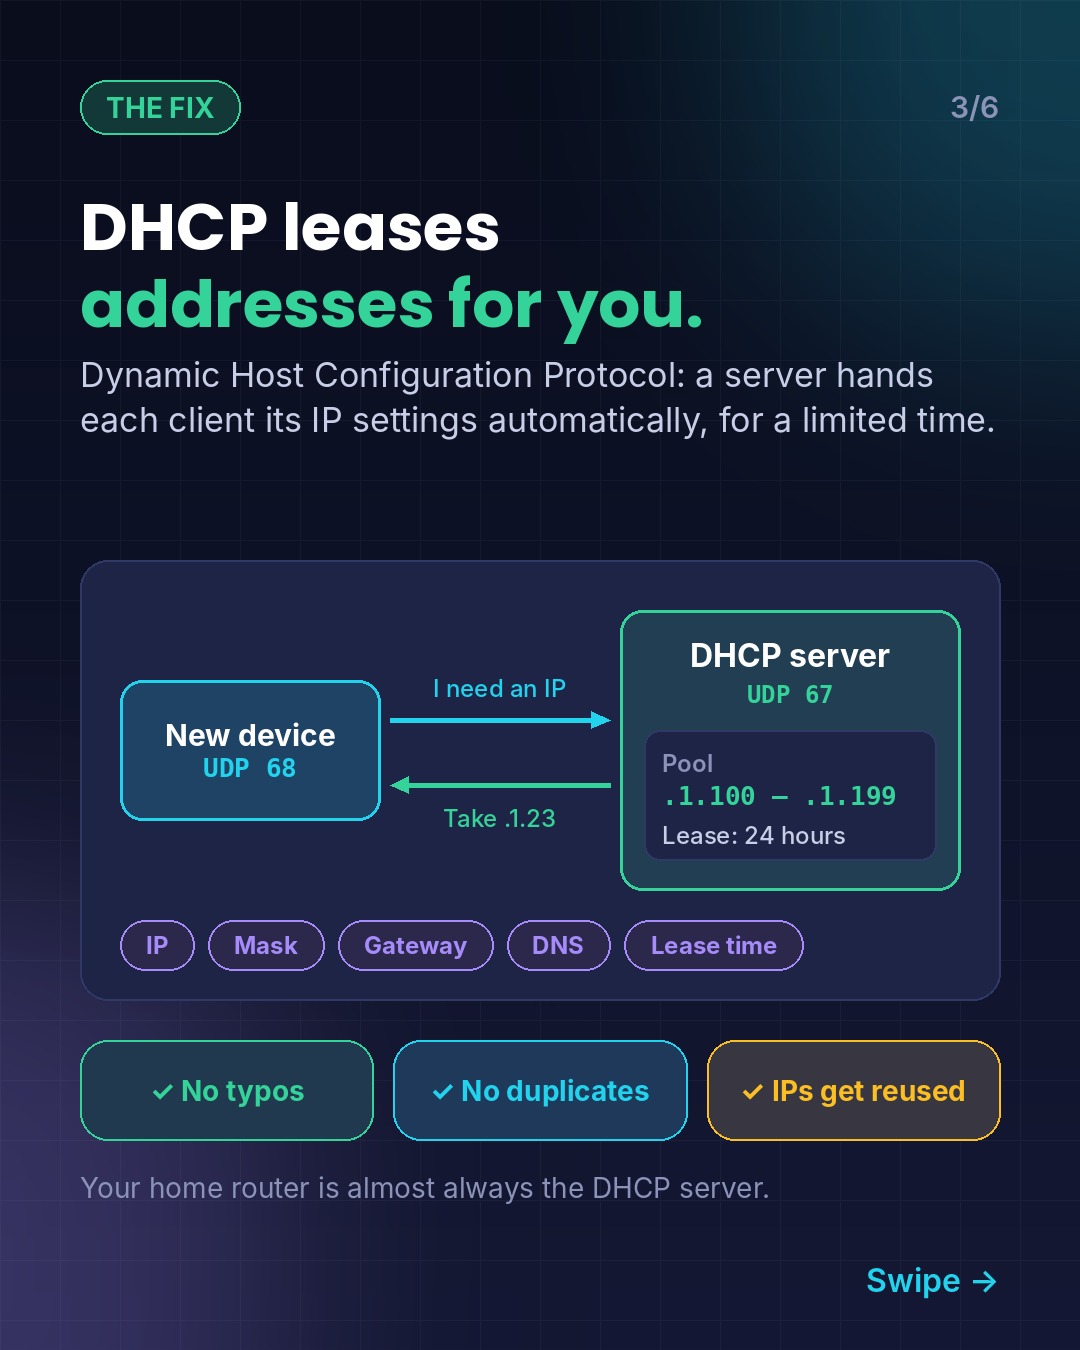 THE FIX
3/6
DHCP leases
addresses for you.
Dynamic Host Configuration Protocol: a server hands
each client its IP settings automatically, for a limited time.
New device
UDP 68
I need an IP
Take .1.23
DHCP server
UDP 67
Pool
.1.100 – .1.199
Lease: 24 hours
IP
Mask
Gateway
DNS
Lease time
✓ No typos
✓ No duplicates
✓ IPs get reused
Your home router is almost always the DHCP server.
Swipe →